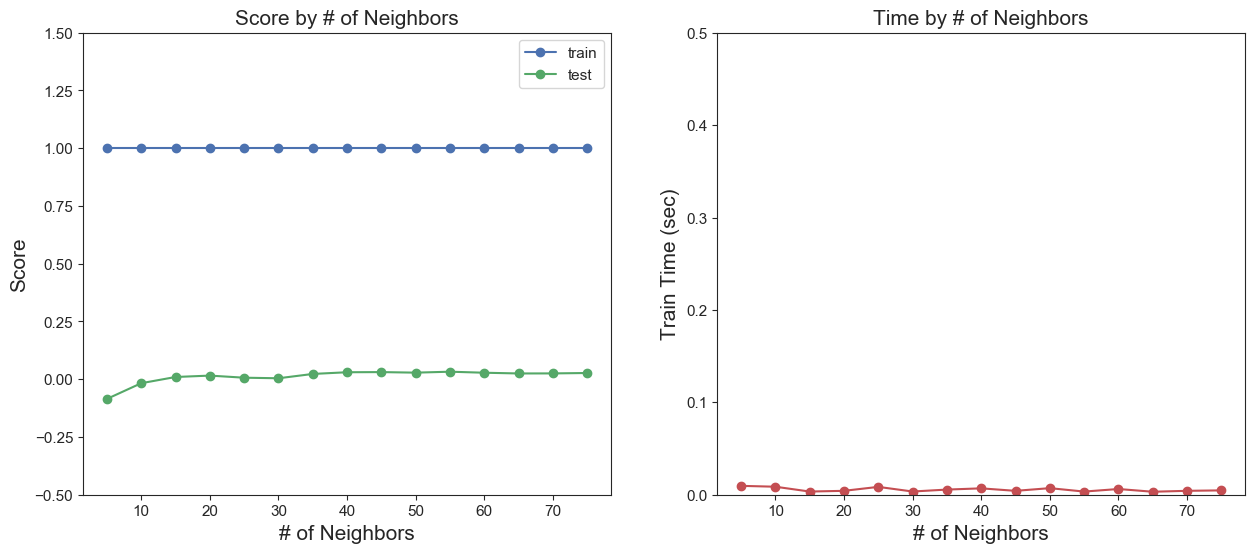 Score by # of Neighbors
1.50
1.25
1.00
0.75
0.50
0.25
0.00
−0.25
−0.50
Score
train
test
10 20 30 40 50 60 70
# of Neighbors
Time by # of Neighbors
0.5
0.4
0.3
0.2
0.1
0.0
Train Time (sec)
10 20 30 40 50 60 70
# of Neighbors